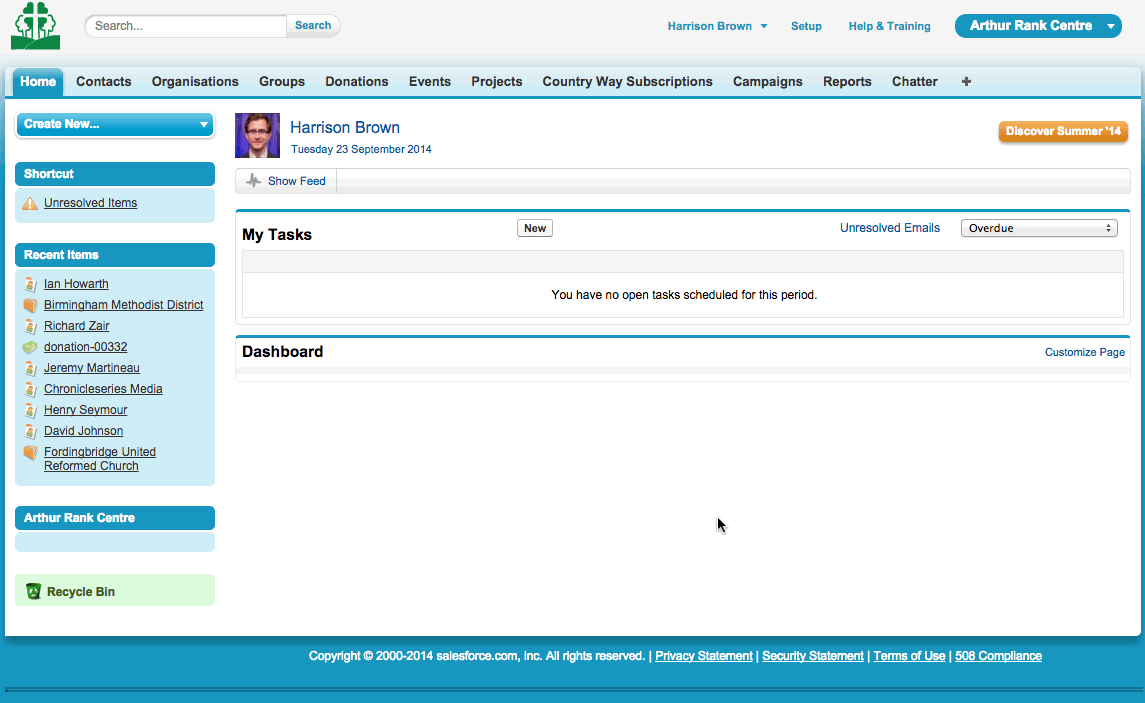 Search...
Search
Harrison Brown
Setup
Help & Training
Arthur Rank Centre
Home
Contacts
Organisations
Groups
Donations
Events
Projects
Country Way Subscriptions
Campaigns
Reports
Chatter
+
Create New...
Shortcut
Unresolved Items
Recent Items
Ian Howarth
Birmingham Methodist District
Richard Zair
donation-00332
Jeremy Martineau
Chronicleseries Media
Henry Seymour
David Johnson
Fordingbridge United
Reformed Church
Arthur Rank Centre
Recycle Bin
Harrison Brown
Tuesday 23 September 2014
Discover Summer '14
Show Feed
My Tasks
New
Unresolved Emails
Overdue
You have no open tasks scheduled for this period.
Dashboard
Customize Page
Copyright © 2000-2014 salesforce.com, inc. All rights reserved. | Privacy Statement | Security Statement | Terms of Use | 508 Compliance